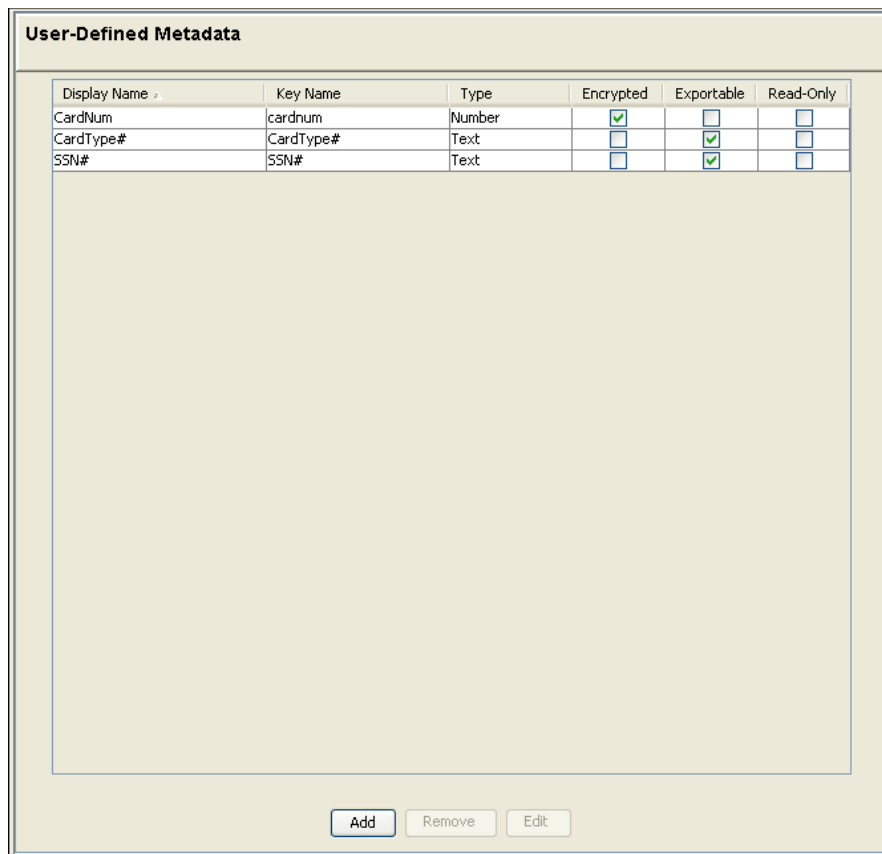 User-Defined Metadata
Display Name Key Name Type Encrypted Exportable Read-Only
CardNum cardnum Number
CardType# CardType# Text
SSN# SSN# Text
Add Remove Edit